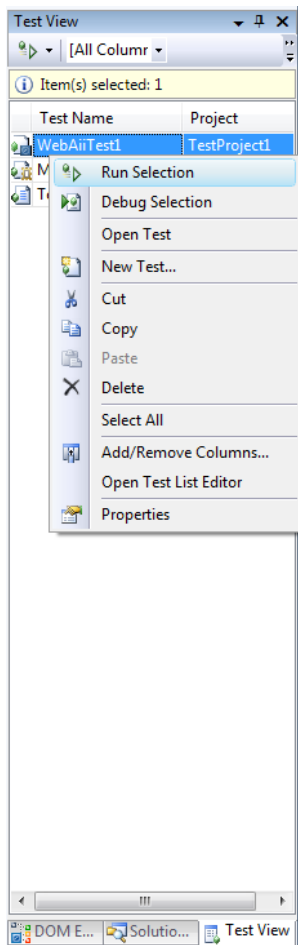 Test View
[All Columr
Item(s) selected: 1
Test Name Project
WebAiiTest1 TestProject1
M
T
Run Selection
Debug Selection
Open Test
New Test...
Cut
Copy
Paste
Delete
Select All
Add/Remove Columns...
Open Test List Editor
Properties
DOM E... Solutio... Test View